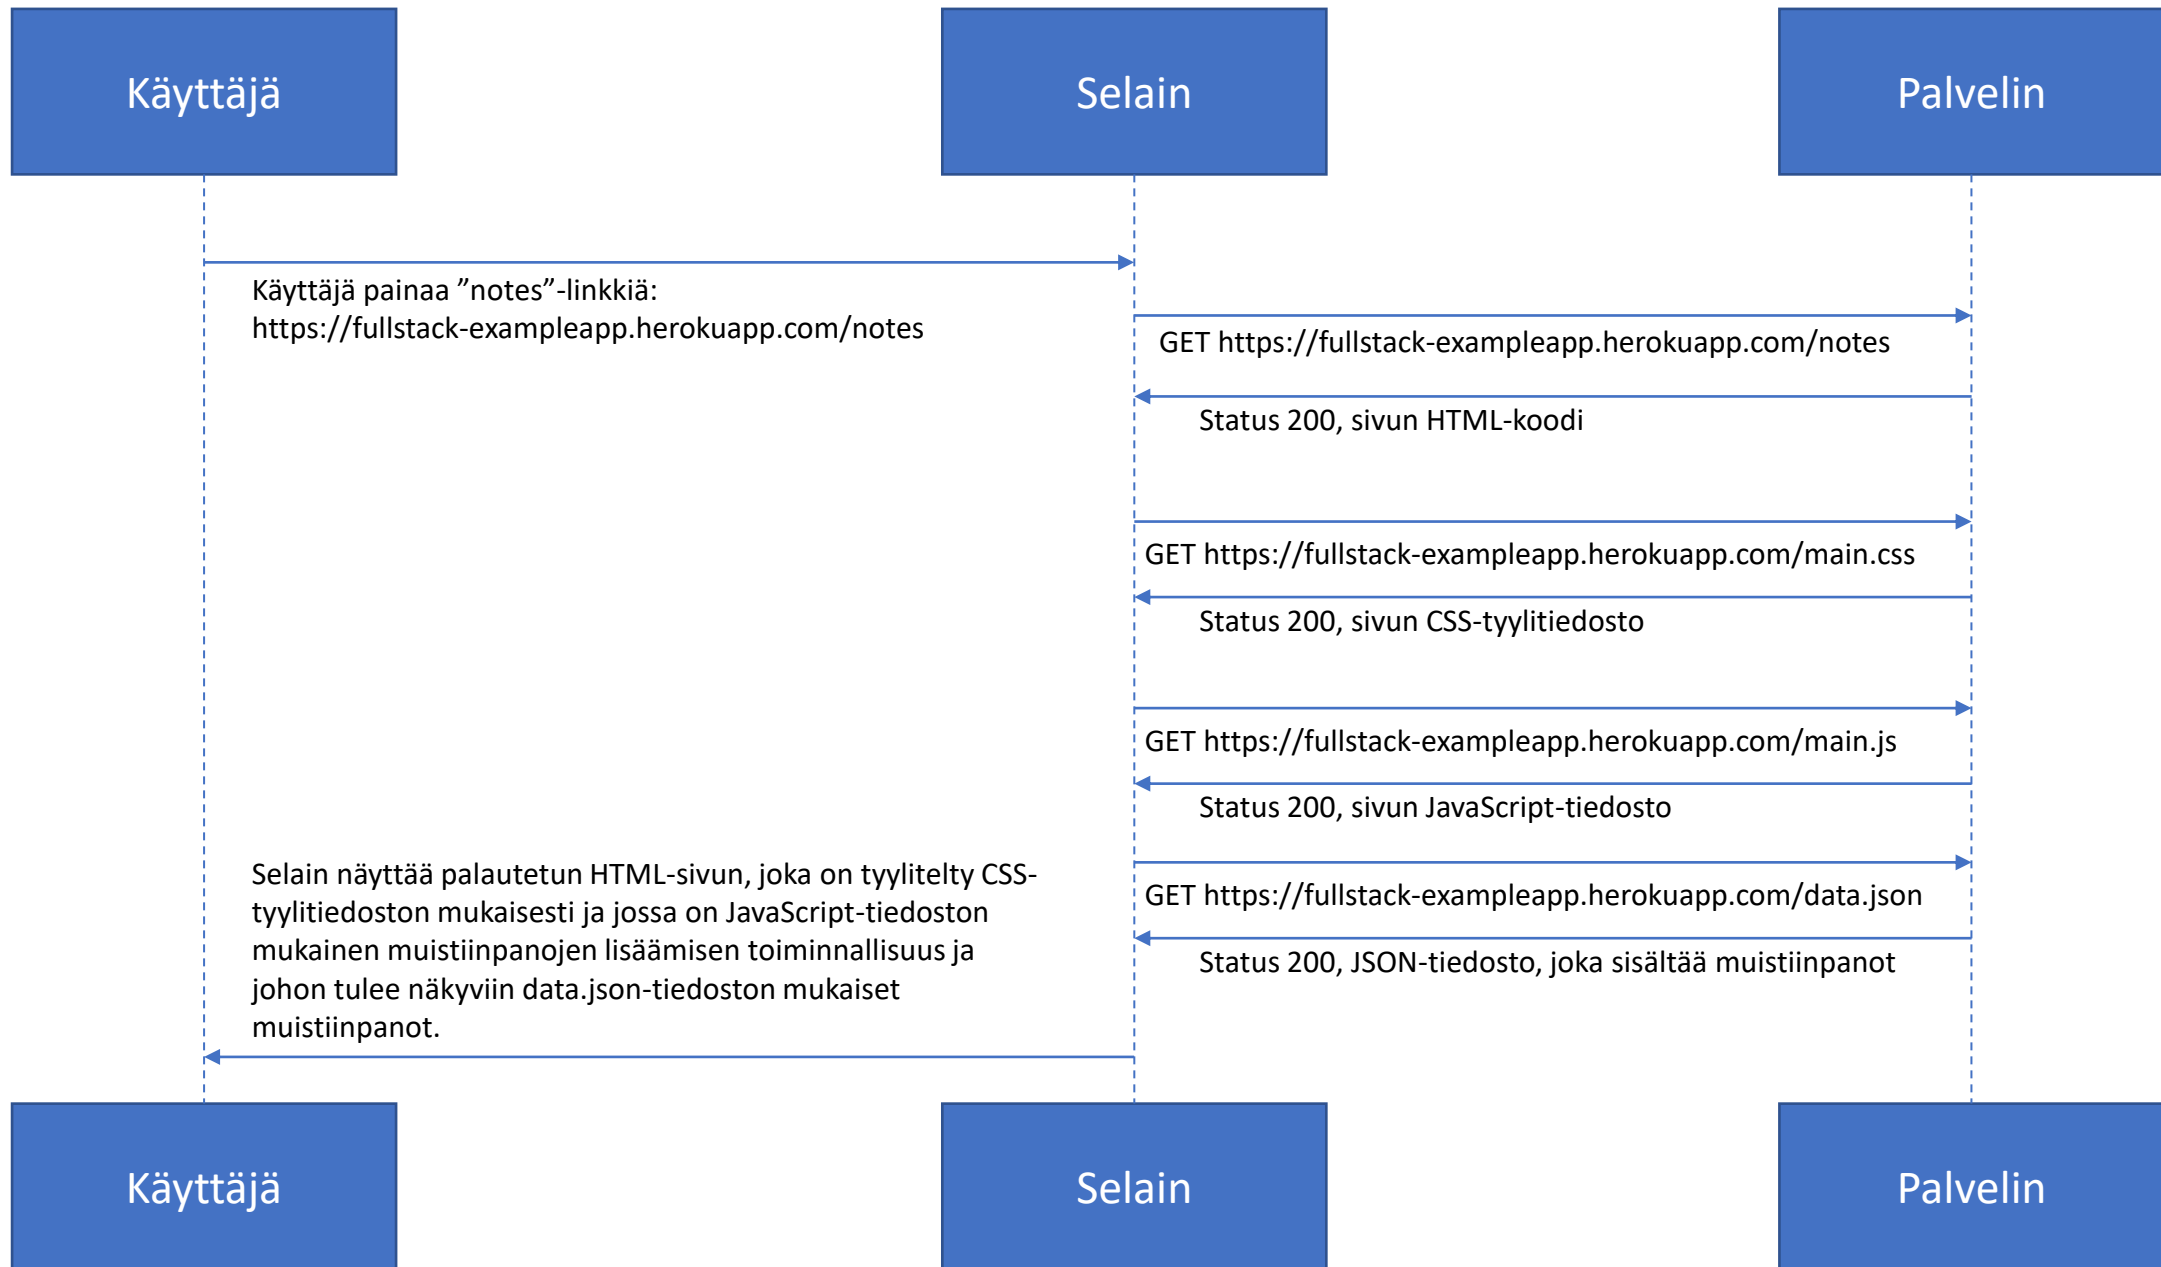 Käyttäjä
Selain
Palvelin
Käyttäjä painaa ”notes”-linkkiä:
https://fullstack-exampleapp.herokuapp.com/notes
GET https://fullstack-exampleapp.herokuapp.com/notes
Status 200, sivun HTML-koodi
GET https://fullstack-exampleapp.herokuapp.com/main.css
Status 200, sivun CSS-tyylitiedosto
GET https://fullstack-exampleapp.herokuapp.com/main.js
Status 200, sivun JavaScript-tiedosto
GET https://fullstack-exampleapp.herokuapp.com/data.json
Status 200, JSON-tiedosto, joka sisältää muistiinpanot
Selain näyttää palautetun HTML-sivun, joka on tyylitelty CSS-
tyylitiedoston mukaisesti ja jossa on JavaScript-tiedoston
mukainen muistiinpanojen lisäämisen toiminnallisuus ja
johon tulee näkyviin data.json-tiedoston mukaiset
muistiinpanot.
Käyttäjä
Selain
Palvelin